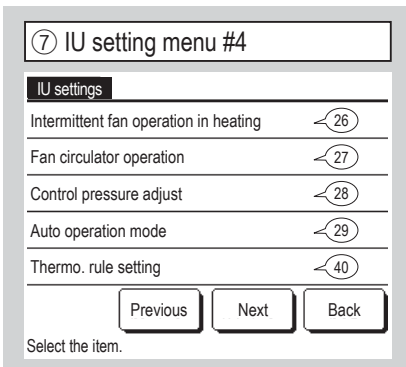 ⑦ IU setting menu #4
IU settings
Intermittent fan operation in heating 26
Fan circulator operation 27
Control pressure adjust 28
Auto operation mode 29
Thermo. rule setting 40
Previous Next Back
Select the item.